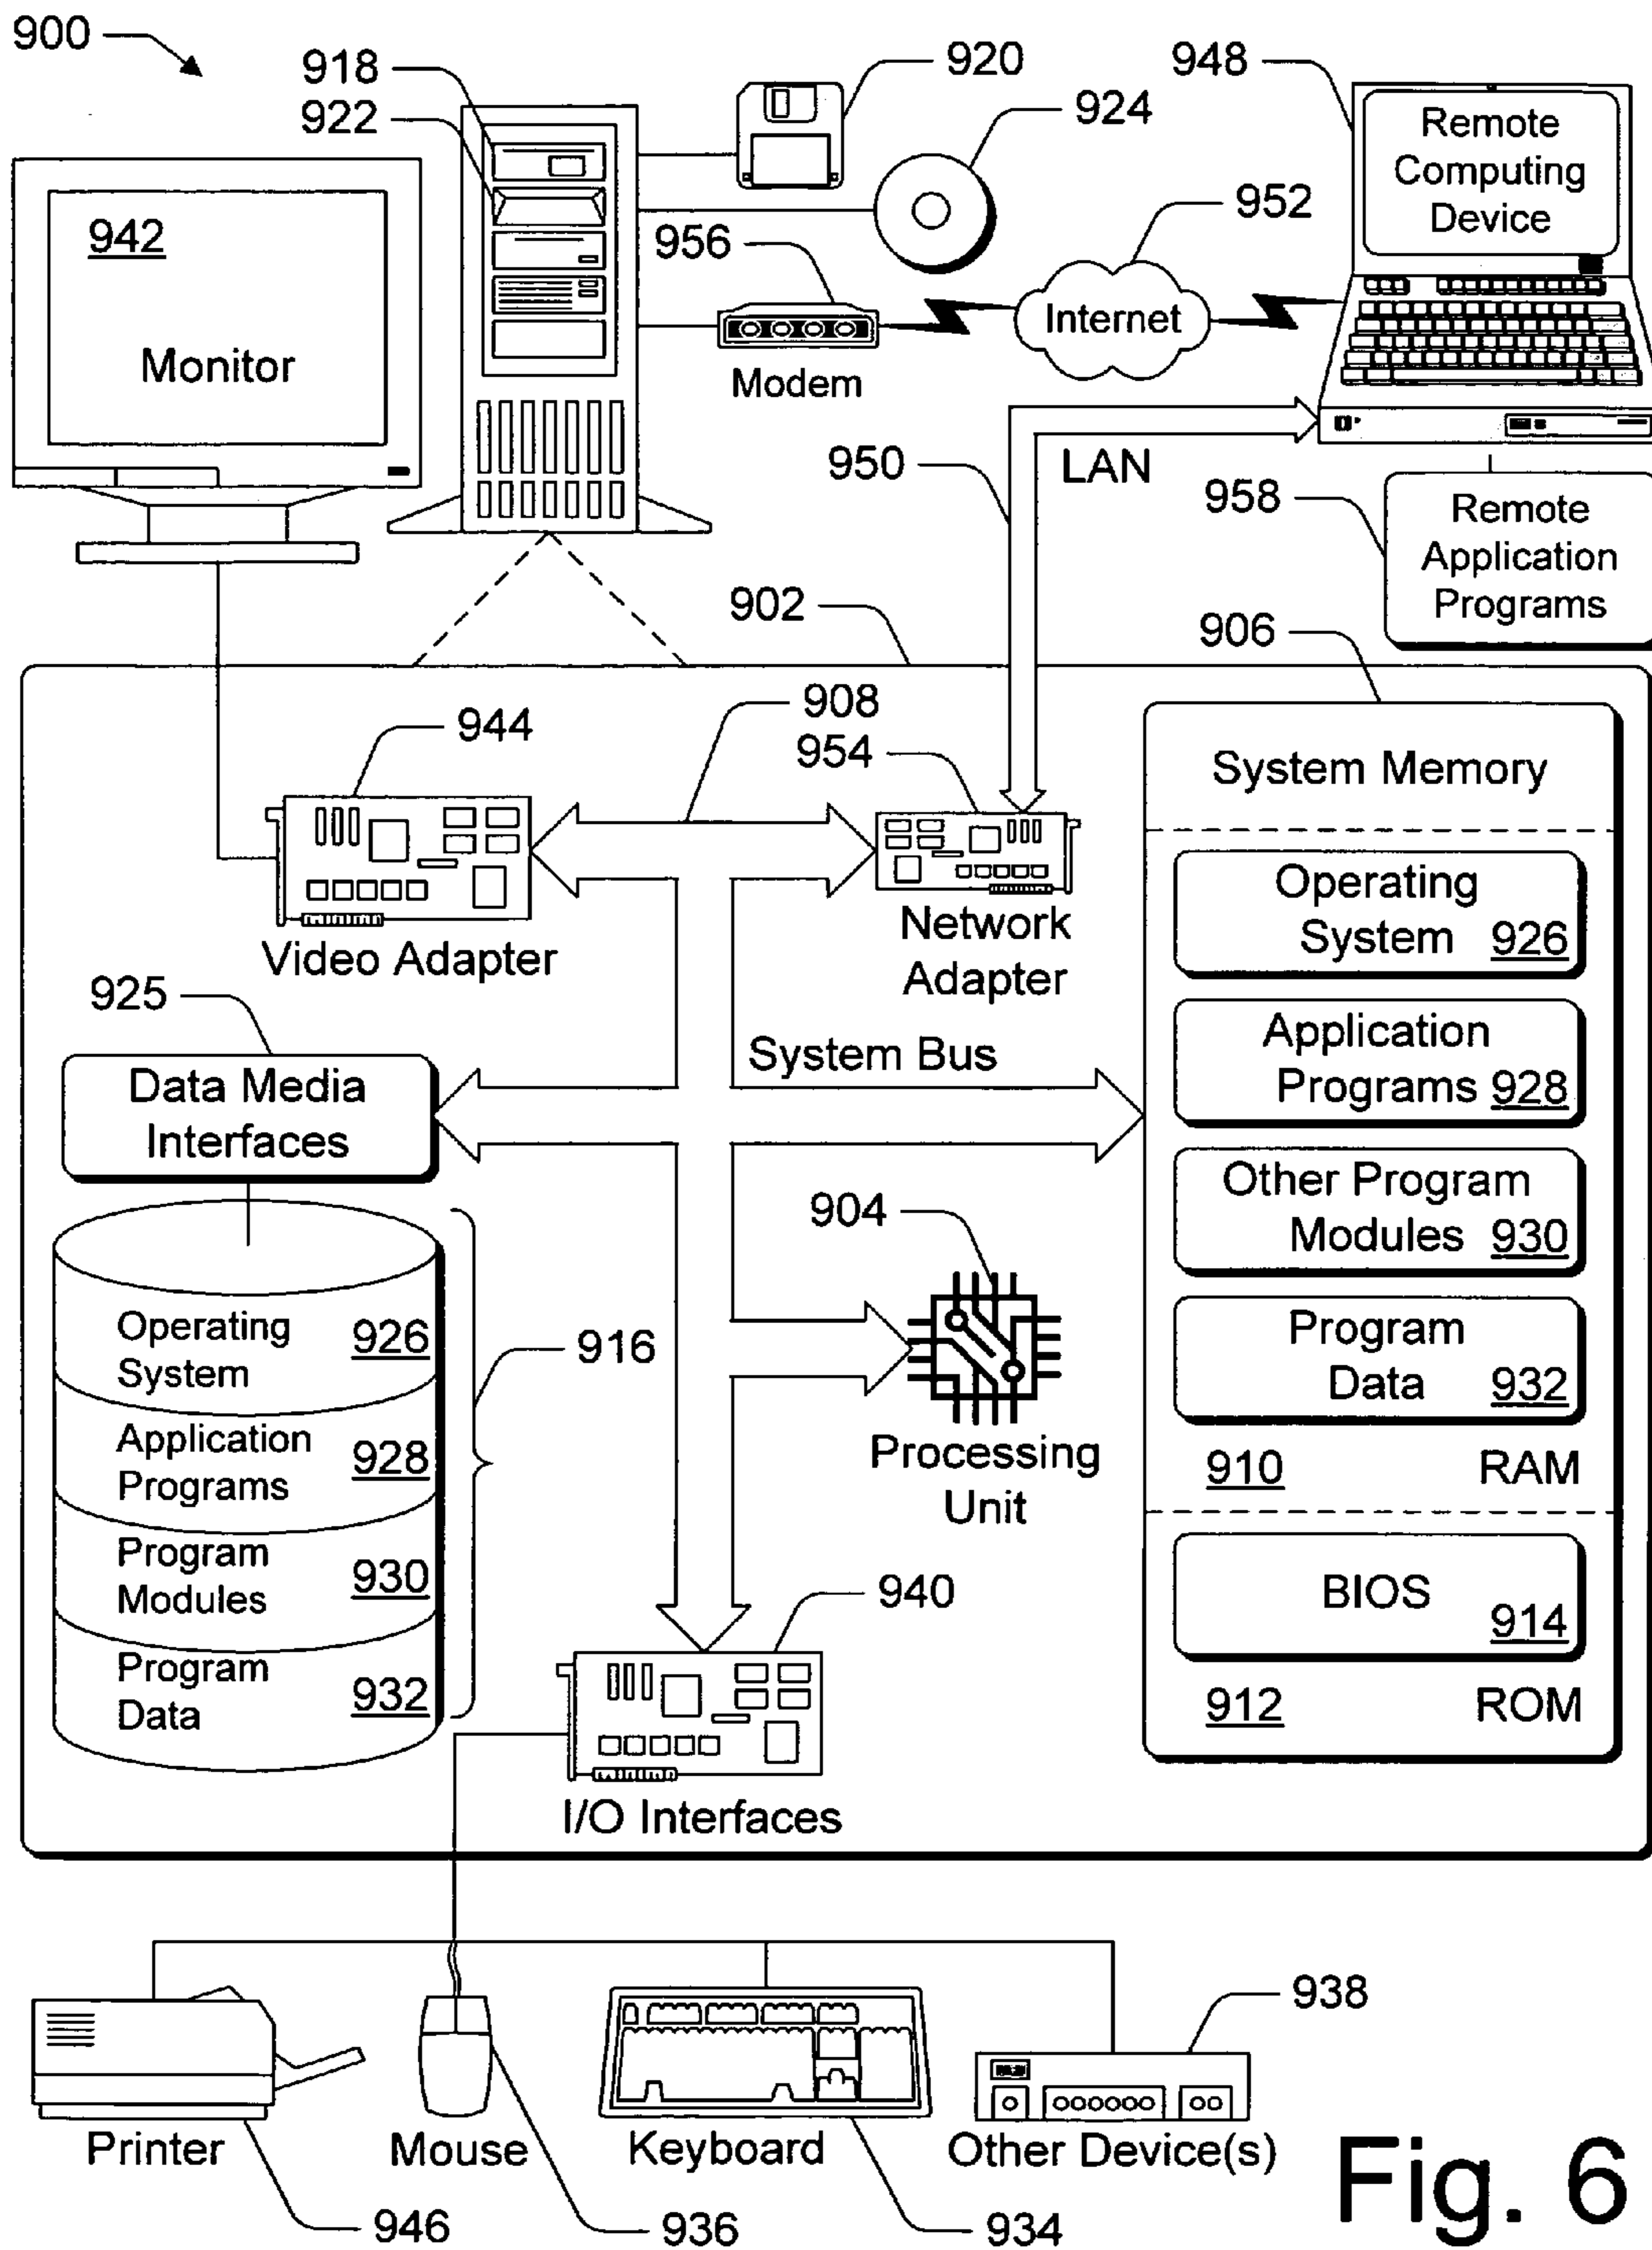 900
918
922
920
924
948
Remote
Computing
Device
942
Monitor
956
Modem
952
Internet
950
LAN
958
Remote
Application
Programs
902
906
944
908
954
Video Adapter
Network
Adapter
System Memory
Operating
System 926
Application
Programs 928
Other Program
Modules 930
Program
Data 932
910 RAM
BIOS
914
912 ROM
925
Data Media
Interfaces
System Bus
904
Processing
Unit
Operating
System 926
Application
Programs 928
Program
Modules 930
Program
Data 932
916
940
I/O Interfaces
938
Printer
Mouse
Keyboard
Other Device(s)
946
936
934
Fig. 6